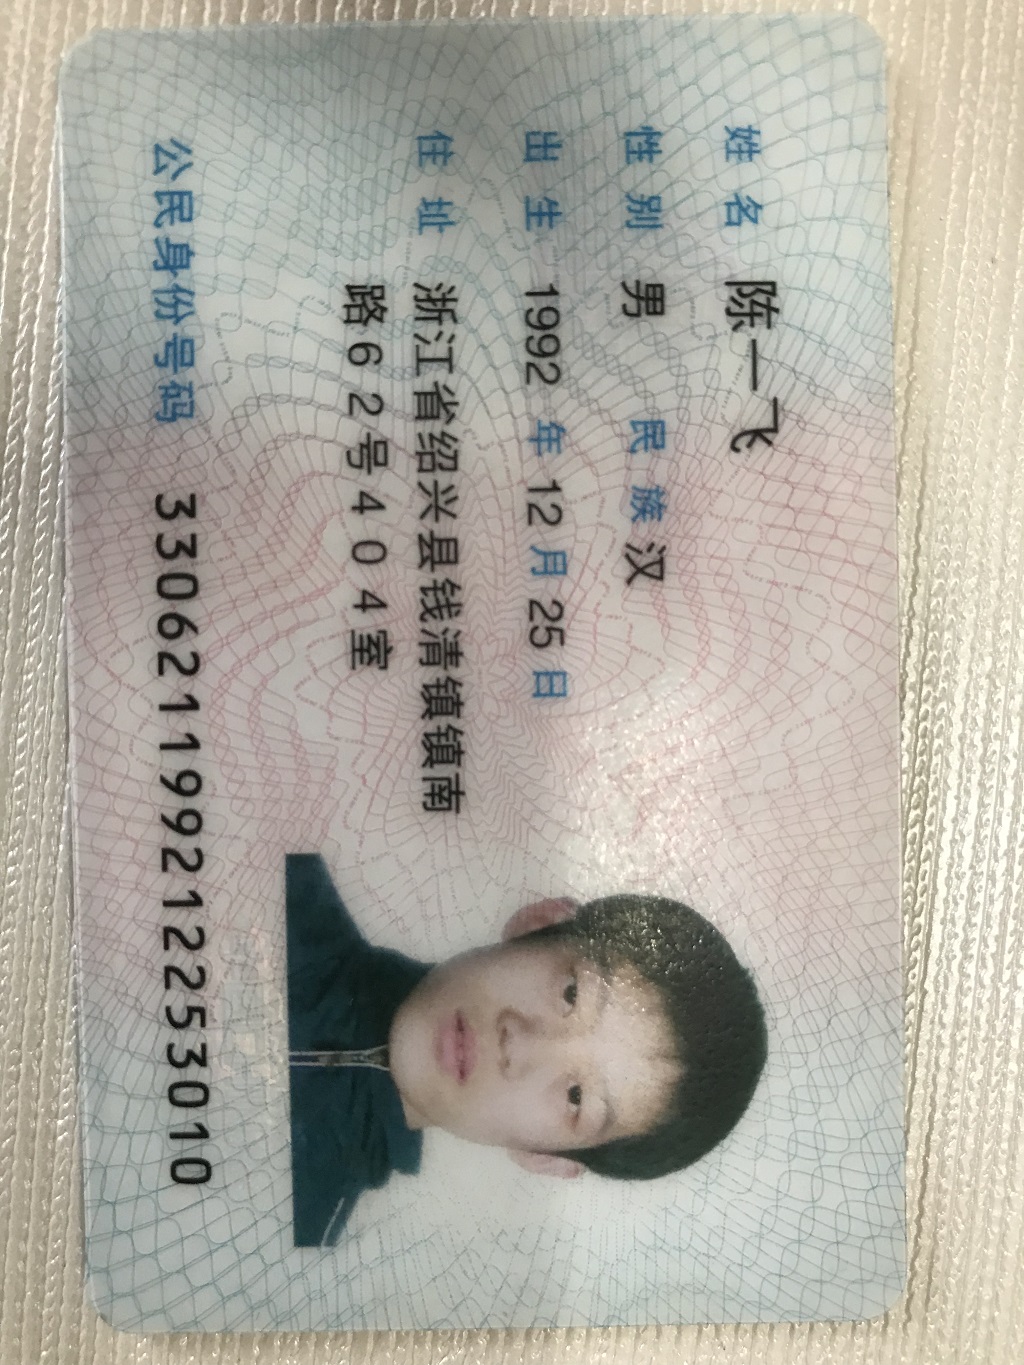 姓名 陈一飞
性别 男 民族 汉
出生 1992 年 12 月 25 日
住址 浙江省绍兴县钱清镇镇南
路62号404室
公民身份号码 330621199212253010